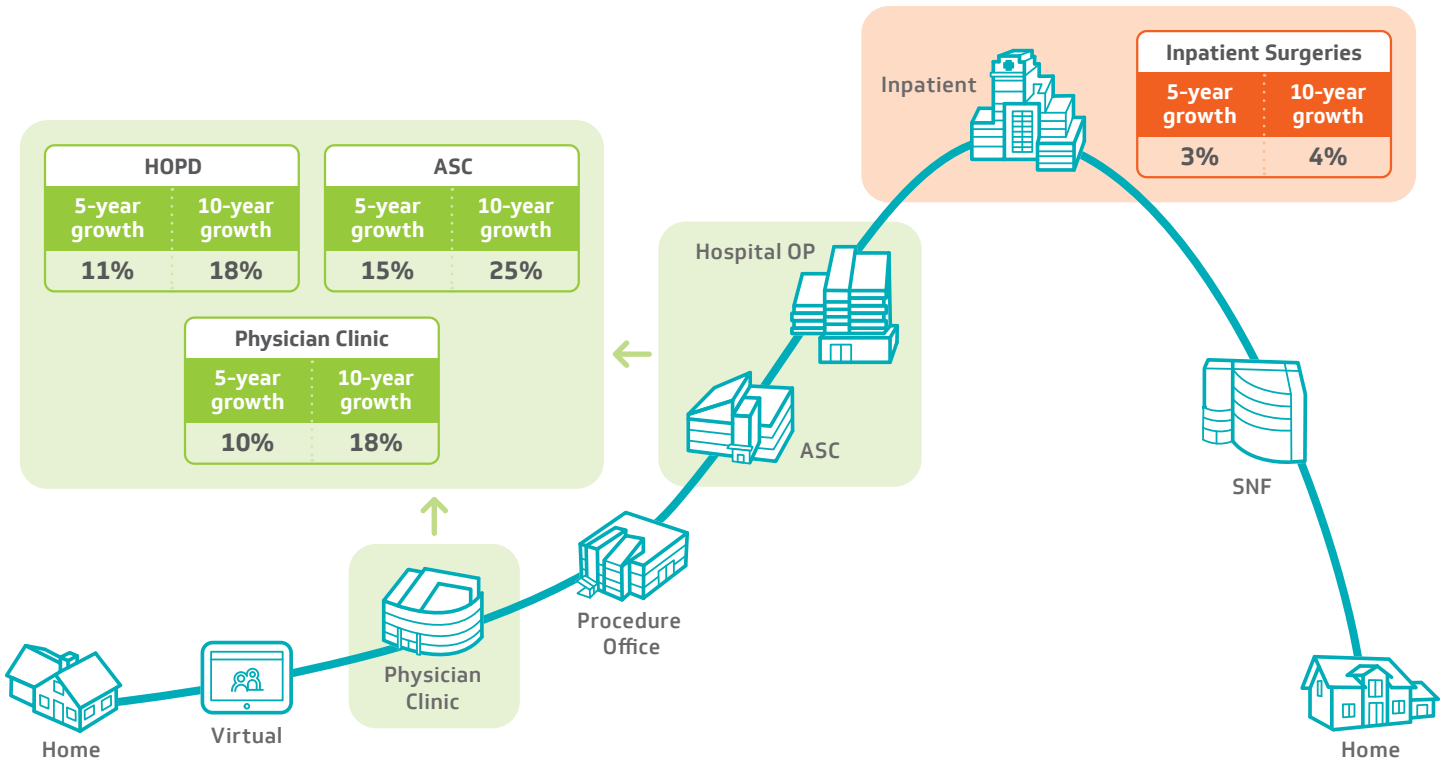 Inpatient
Inpatient Surgeries
5-year growth
10-year growth
3%
4%
HOPD
5-year growth
10-year growth
11%
18%
ASC
5-year growth
10-year growth
15%
25%
Physician Clinic
5-year growth
10-year growth
10%
18%
Hospital OP
ASC
SNF
Procedure
Office
Physician
Clinic
Virtual
Home
Home